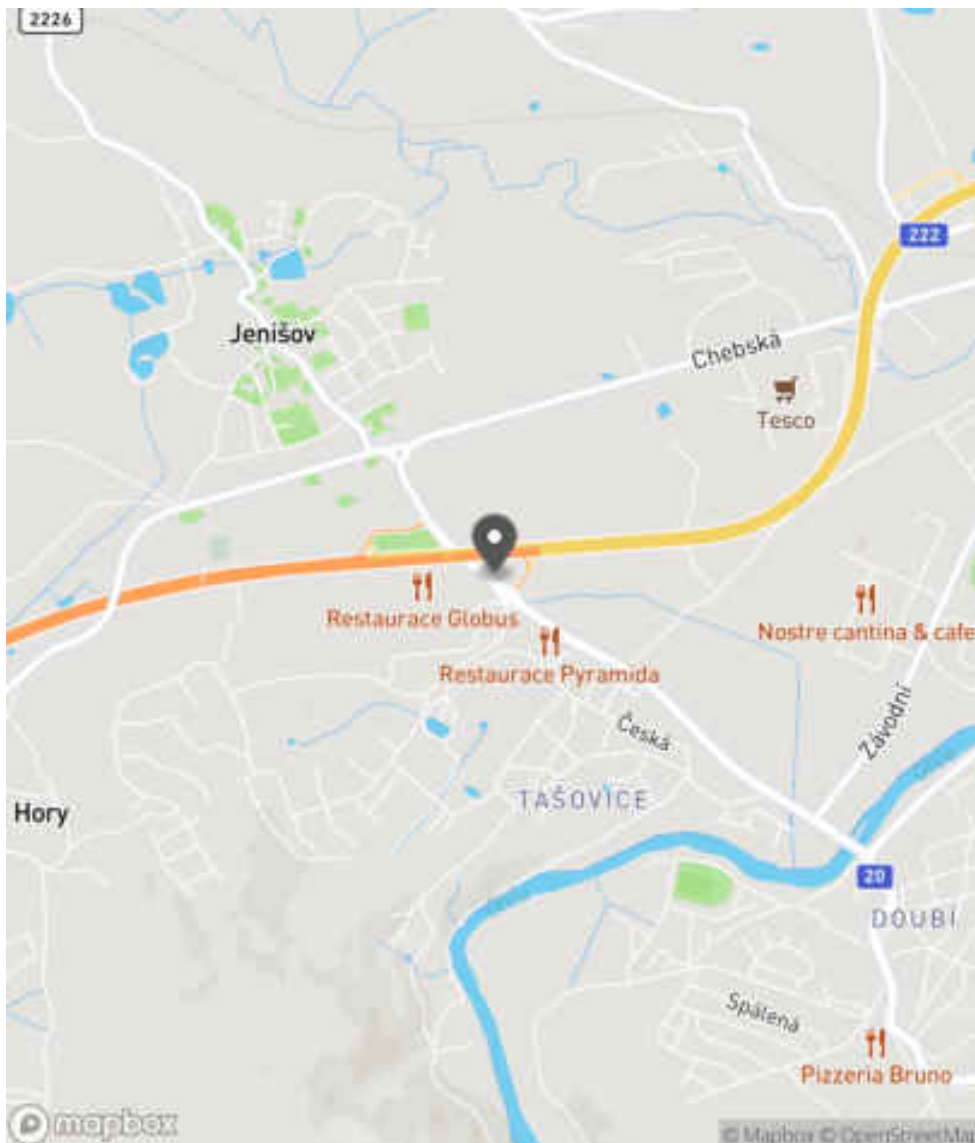 2226
222
Jenišov
Chebská
Tesco
Restaurace Globus
Nostre cantina & cafe
Restaurace Pyramida
Závodní
Česká
TAŠOVICE
Hory
20
DOUBÍ
Spálená
Pizzeria Bruno
mapbox
© Mapbox © OpenStreetMap